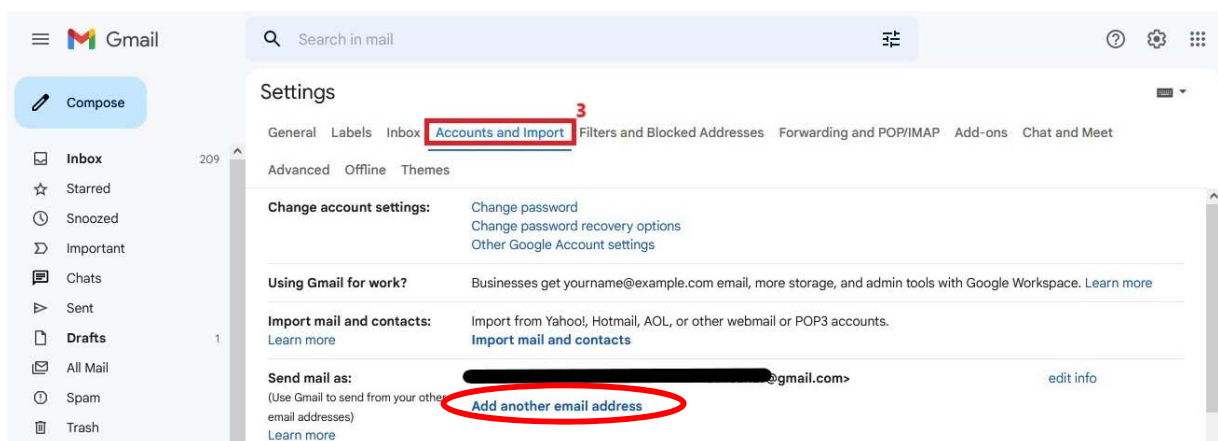 Gmail
Search in mail
Compose
Inbox 209
Starred
Snoozed
Important
Chats
Sent
Drafts 1
All Mail
Spam
Trash
Settings
3
General Labels Inbox Accounts and Import Filters and Blocked Addresses Forwarding and POP/IMAP Add-ons Chat and Meet
Advanced Offline Themes
Change account settings: Change password
Change password recovery options
Other Google Account settings
Using Gmail for work? Businesses get yourname@example.com email, more storage, and admin tools with Google Workspace. Learn more
Import mail and contacts: Import from Yahoo!, Hotmail, AOL, or other webmail or POP3 accounts.
Learn more Import mail and contacts
Send mail as: @gmail.com> edit info
(Use Gmail to send from your other Add another email address
email addresses)
Learn more